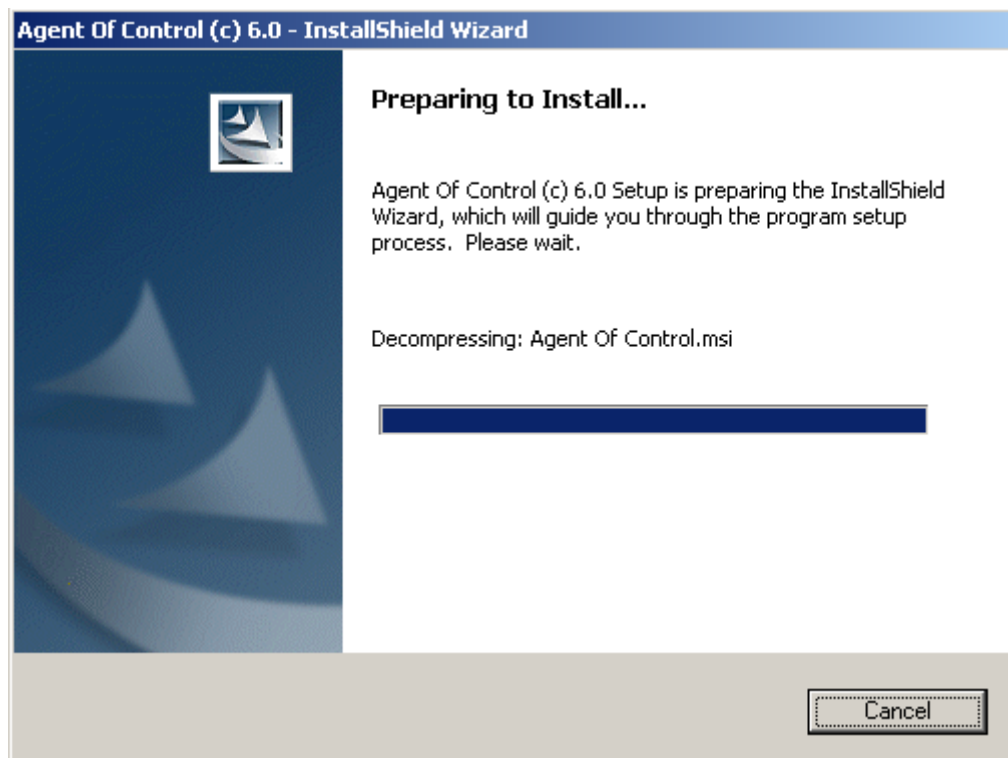 Agent Of Control (c) 6.0 - InstallShield Wizard
Preparing to Install...
Agent Of Control (c) 6.0 Setup is preparing the InstallShield
Wizard, which will guide you through the program setup
process.  Please wait.
Decompressing: Agent Of Control.msi
Cancel